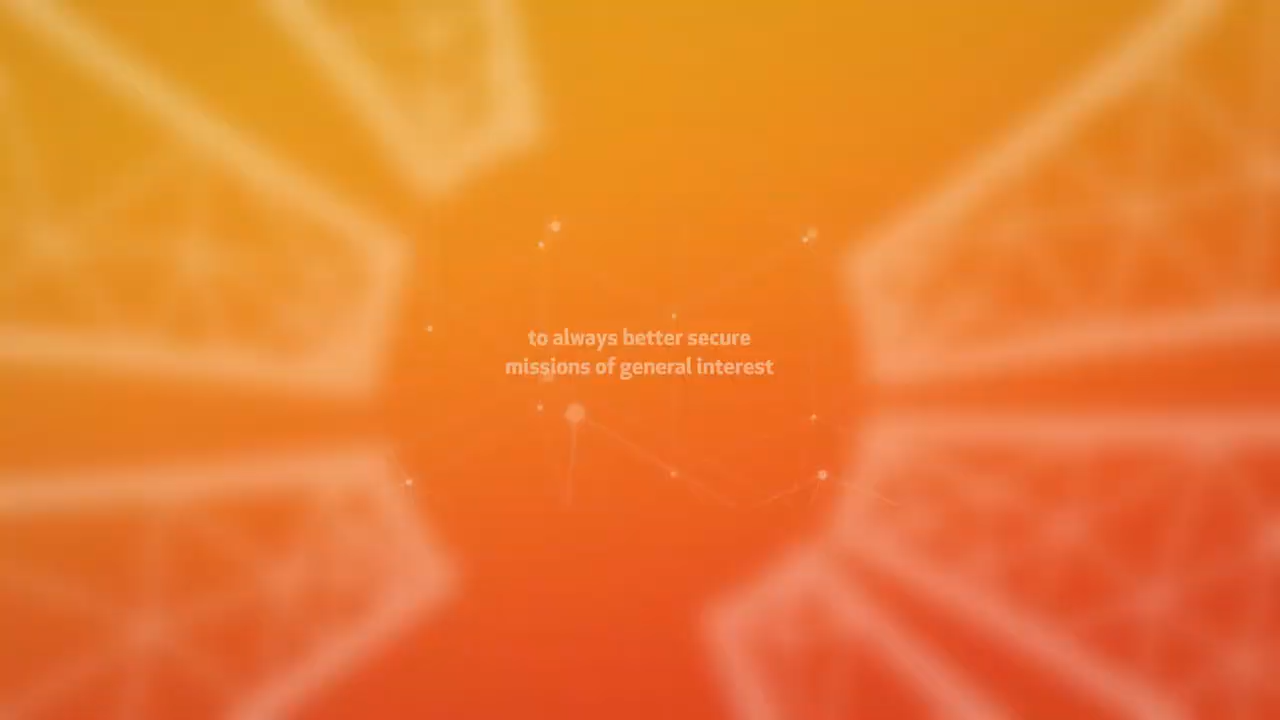 to always better secure
missions of general interest